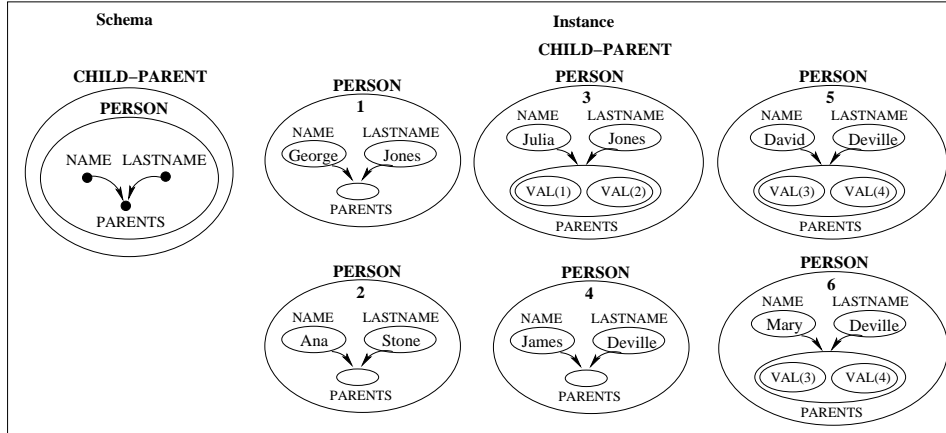 Schema
Instance
CHILD–PARENT
CHILD–PARENT
PERSON
NAME LASTNAME
PARENTS
PERSON
1
NAME LASTNAME
George Jones
PARENTS
PERSON
3
NAME LASTNAME
Julia Jones
VAL(1) VAL(2)
PARENTS
PERSON
5
NAME LASTNAME
David Deville
VAL(3) VAL(4)
PARENTS
PERSON
2
NAME LASTNAME
Ana Stone
PARENTS
PERSON
4
NAME LASTNAME
James Deville
PARENTS
PERSON
6
NAME LASTNAME
Mary Deville
VAL(3) VAL(4)
PARENTS